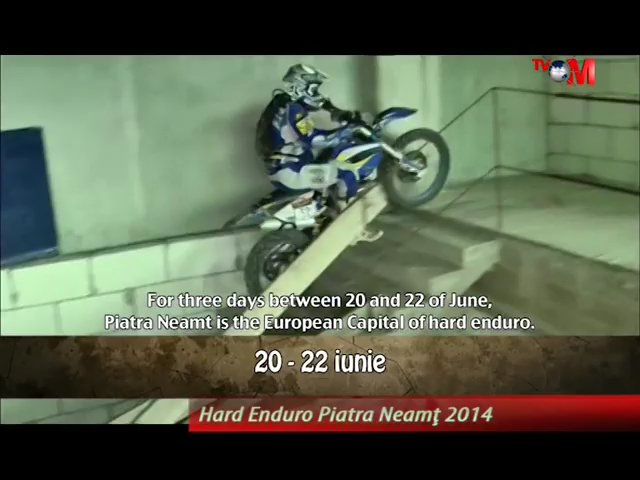 TV M
For three days between 20 and 22 of June,
Piatra Neamt is the European Capital of hard enduro.
20 - 22 iunie
Hard Enduro Piatra Neamţ 2014